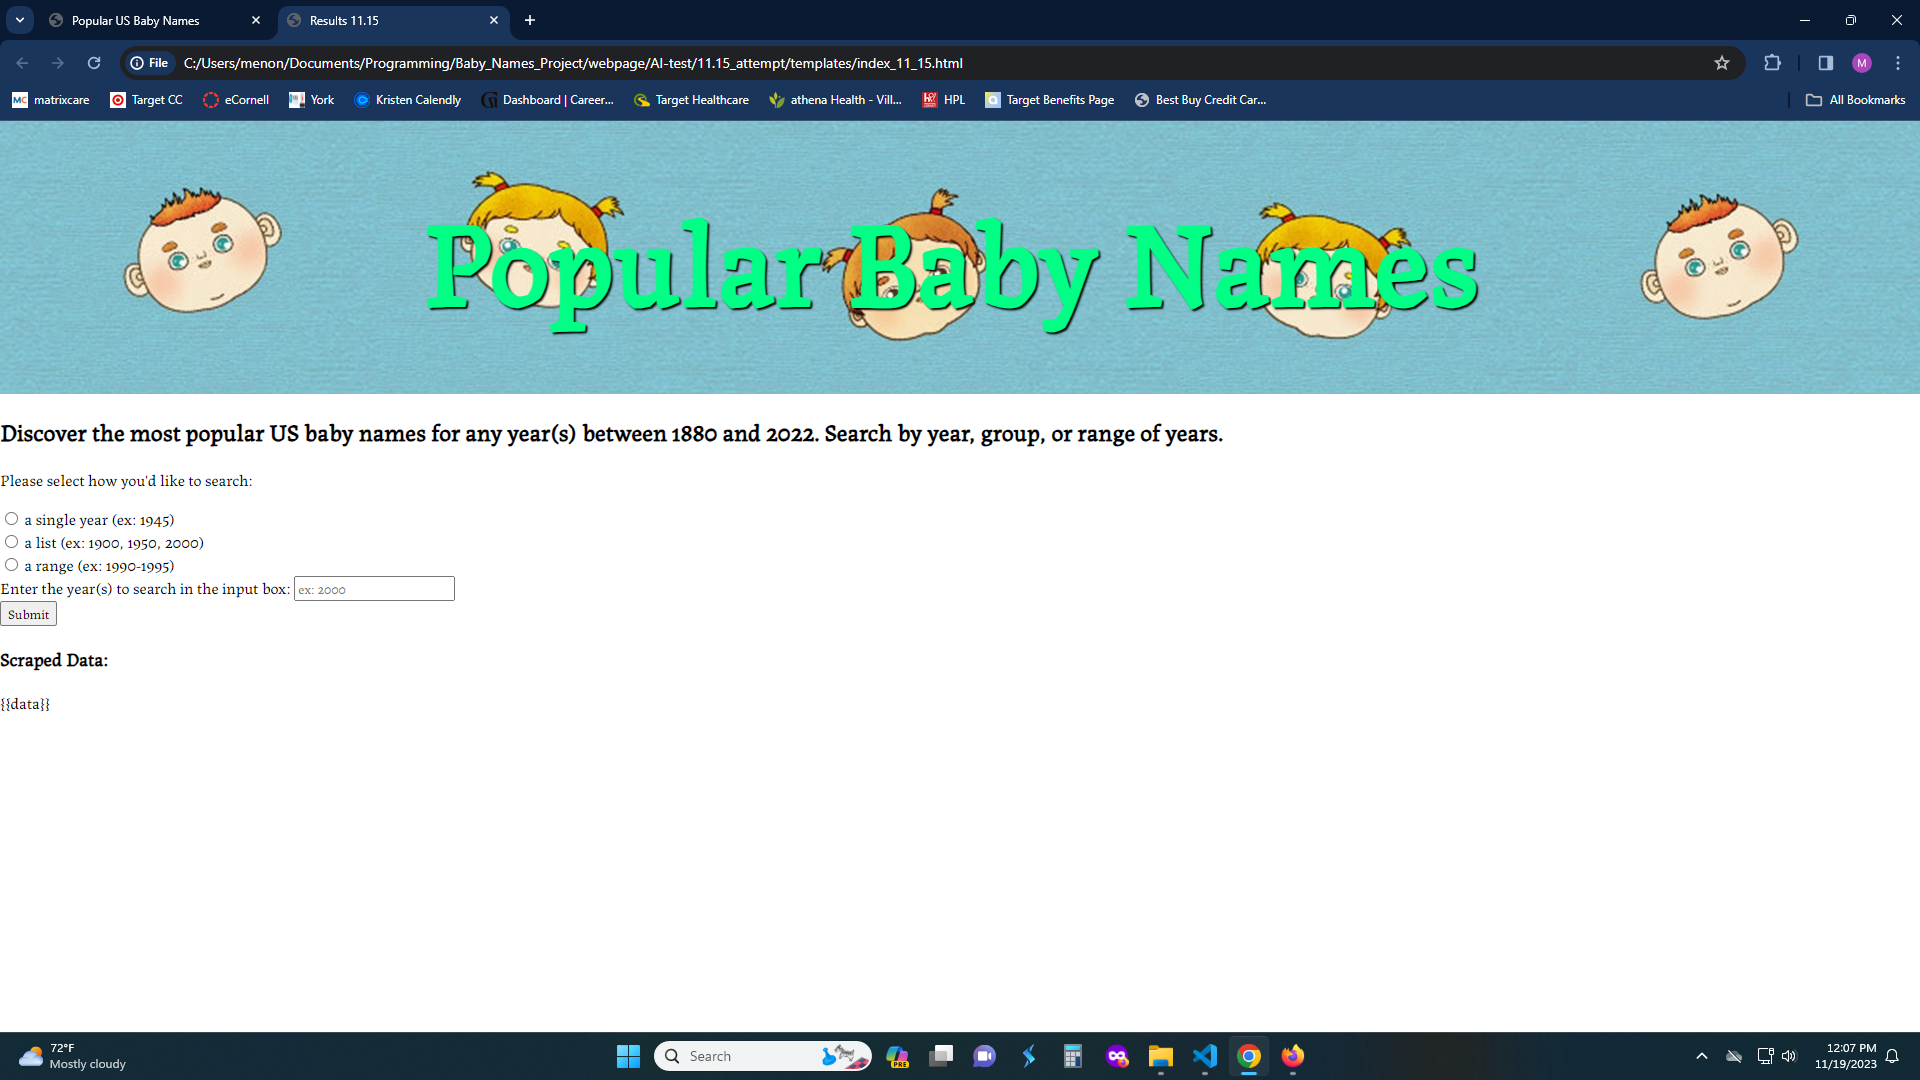 Popular US Baby Names
Results 11.15
File
C:/Users/menon/Documents/Programming/Baby_Names_Project/webpage/AI-test/11.15_attempt/templates/index_11_15.html
M
MC matrixcare
Target CC
eCornell
York
Kristen Calendly
Dashboard | Career...
Target Healthcare
athena Health - Vill...
HPL
Target Benefits Page
Best Buy Credit Car...
All Bookmarks
Popular Baby Names
Discover the most popular US baby names for any year(s) between 1880 and 2022. Search by year, group, or range of years.
Please select how you'd like to search:
a single year (ex: 1945)
a list (ex: 1900, 1950, 2000)
a range (ex: 1990-1995)
Enter the year(s) to search in the input box: ex: 2000
Submit
Scraped Data:
{{data}}
72°F
Mostly cloudy
Search
PRE
12:07 PM
11/19/2023